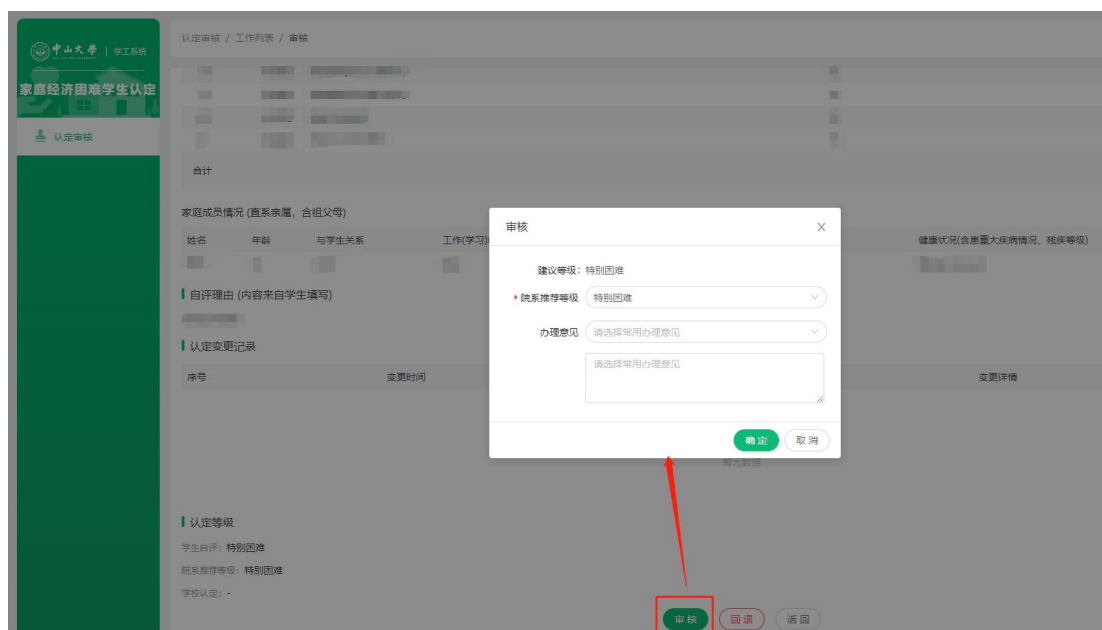 中山大学 | 学工系统
家庭经济困难学生认定
认定审核
认定审核 / 工作列表 / 审核
合计
家庭成员情况 (直系亲属，含祖父母)
姓名 年龄 与学生关系 工作(学习) 健康状况(含患重大疾病情况、残疾等级)
自评理由 (内容来自学生填写)
认定变更记录
序号 变更时间 变更详情
暂无数据
认定等级
学生自评：特别困难
院系推荐等级：特别困难
学校认定：-
审核 回退 返回
审核 X
建议等级：特别困难
* 院系推荐等级 特别困难
办理意见 请选择常用办理意见
请选择常用办理意见
确定 取消